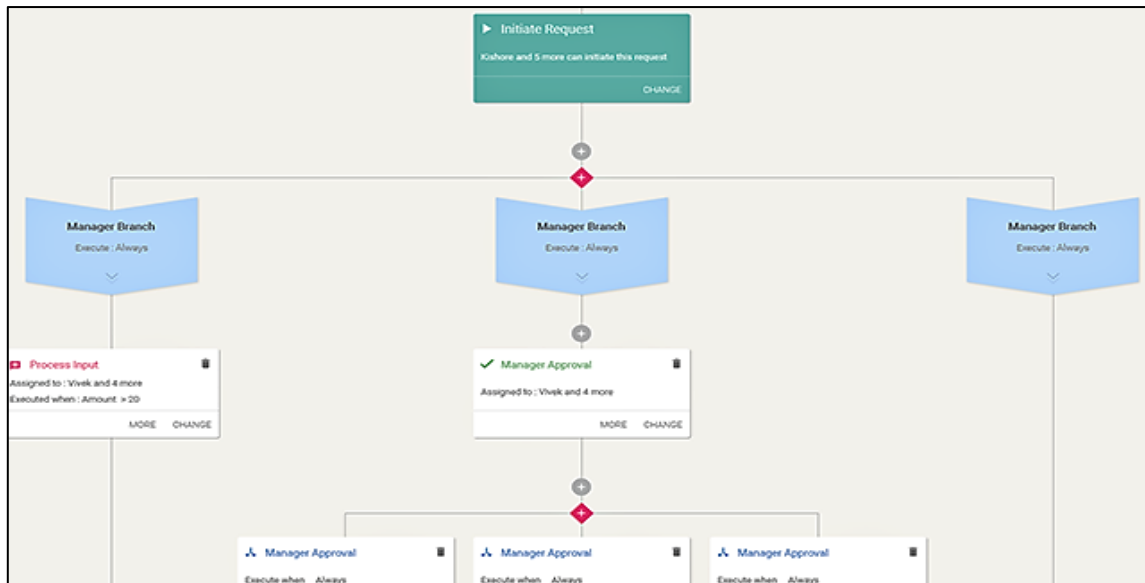 Initiate Request
Kishore and 5 more can initiate this request
CHANGE
Manager Branch
Execute : Always
Manager Branch
Execute : Always
Manager Branch
Execute : Always
Process Input
Assigned to : Vivek and 4 more
Executed when : Amount > 20
MORE CHANGE
Manager Approval
Assigned to : Vivek and 4 more
MORE CHANGE
Manager Approval
Execute when Always
Manager Approval
Execute when Always
Manager Approval
Execute when Always